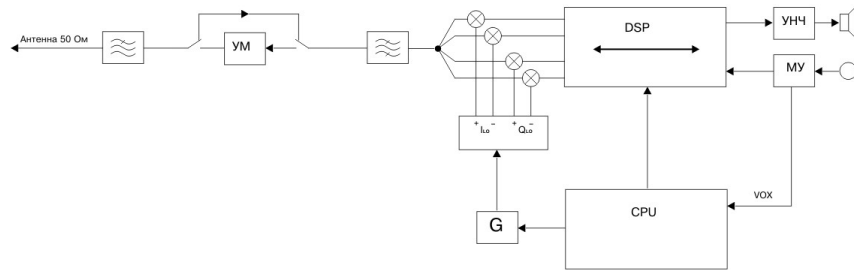 Антенна 50 Ом
УМ
DSP
УНЧ
МУ
+ ILO − + QLO −
VOX
G
CPU